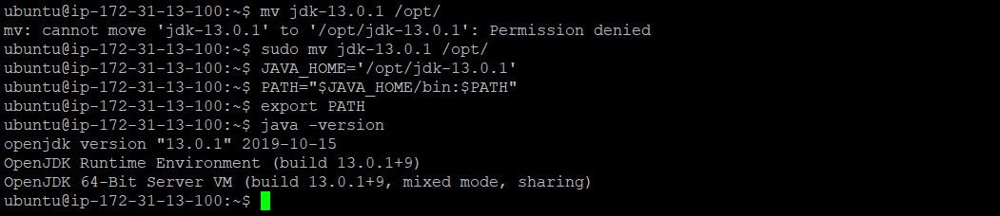 ubuntu@ip-172-31-13-100:~$ mv jdk-13.0.1 /opt/
mv: cannot move 'jdk-13.0.1' to '/opt/jdk-13.0.1': Permission denied
ubuntu@ip-172-31-13-100:~$ sudo mv jdk-13.0.1 /opt/
ubuntu@ip-172-31-13-100:~$ JAVA_HOME='/opt/jdk-13.0.1'
ubuntu@ip-172-31-13-100:~$ PATH="$JAVA_HOME/bin:$PATH"
ubuntu@ip-172-31-13-100:~$ export PATH
ubuntu@ip-172-31-13-100:~$ java -version
openjdk version "13.0.1" 2019-10-15
OpenJDK Runtime Environment (build 13.0.1+9)
OpenJDK 64-Bit Server VM (build 13.0.1+9, mixed mode, sharing)
ubuntu@ip-172-31-13-100:~$